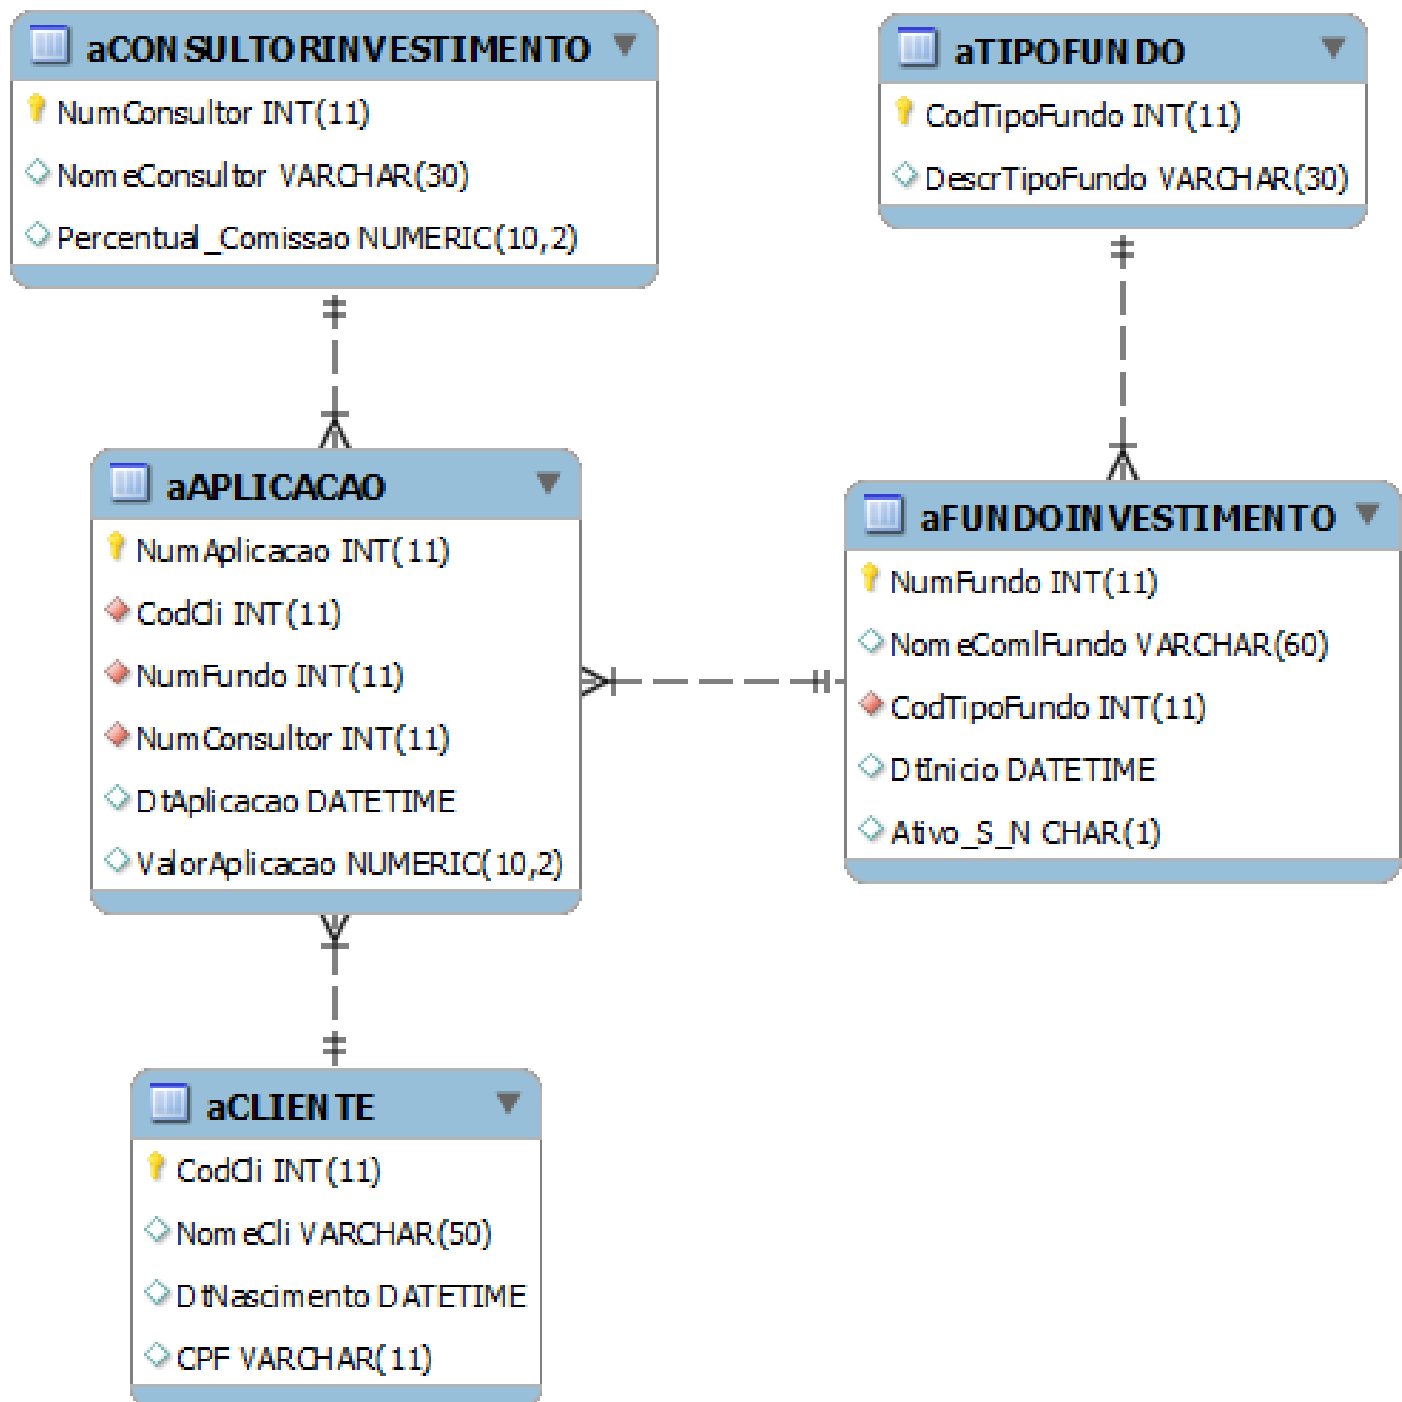 aCONSULTORINVESTIMENTO
NumConsultor INT(11)
NomeConsultor VARCHAR(30)
Percentual_Comissao NUMERIC(10,2)
aTIPOFUNDO
CodTipoFundo INT(11)
DescrTipoFundo VARCHAR(30)
aAPLICACAO
NumAplicacao INT(11)
CodCli INT(11)
NumFundo INT(11)
NumConsultor INT(11)
DtAplicacao DATETIME
ValorAplicacao NUMERIC(10,2)
aFUNDOINVESTIMENTO
NumFundo INT(11)
NomeComlFundo VARCHAR(60)
CodTipoFundo INT(11)
DtInicio DATETIME
Ativo_S_N CHAR(1)
aCLIENTE
CodCli INT(11)
NomeCli VARCHAR(50)
DtNascimento DATETIME
CPF VARCHAR(11)